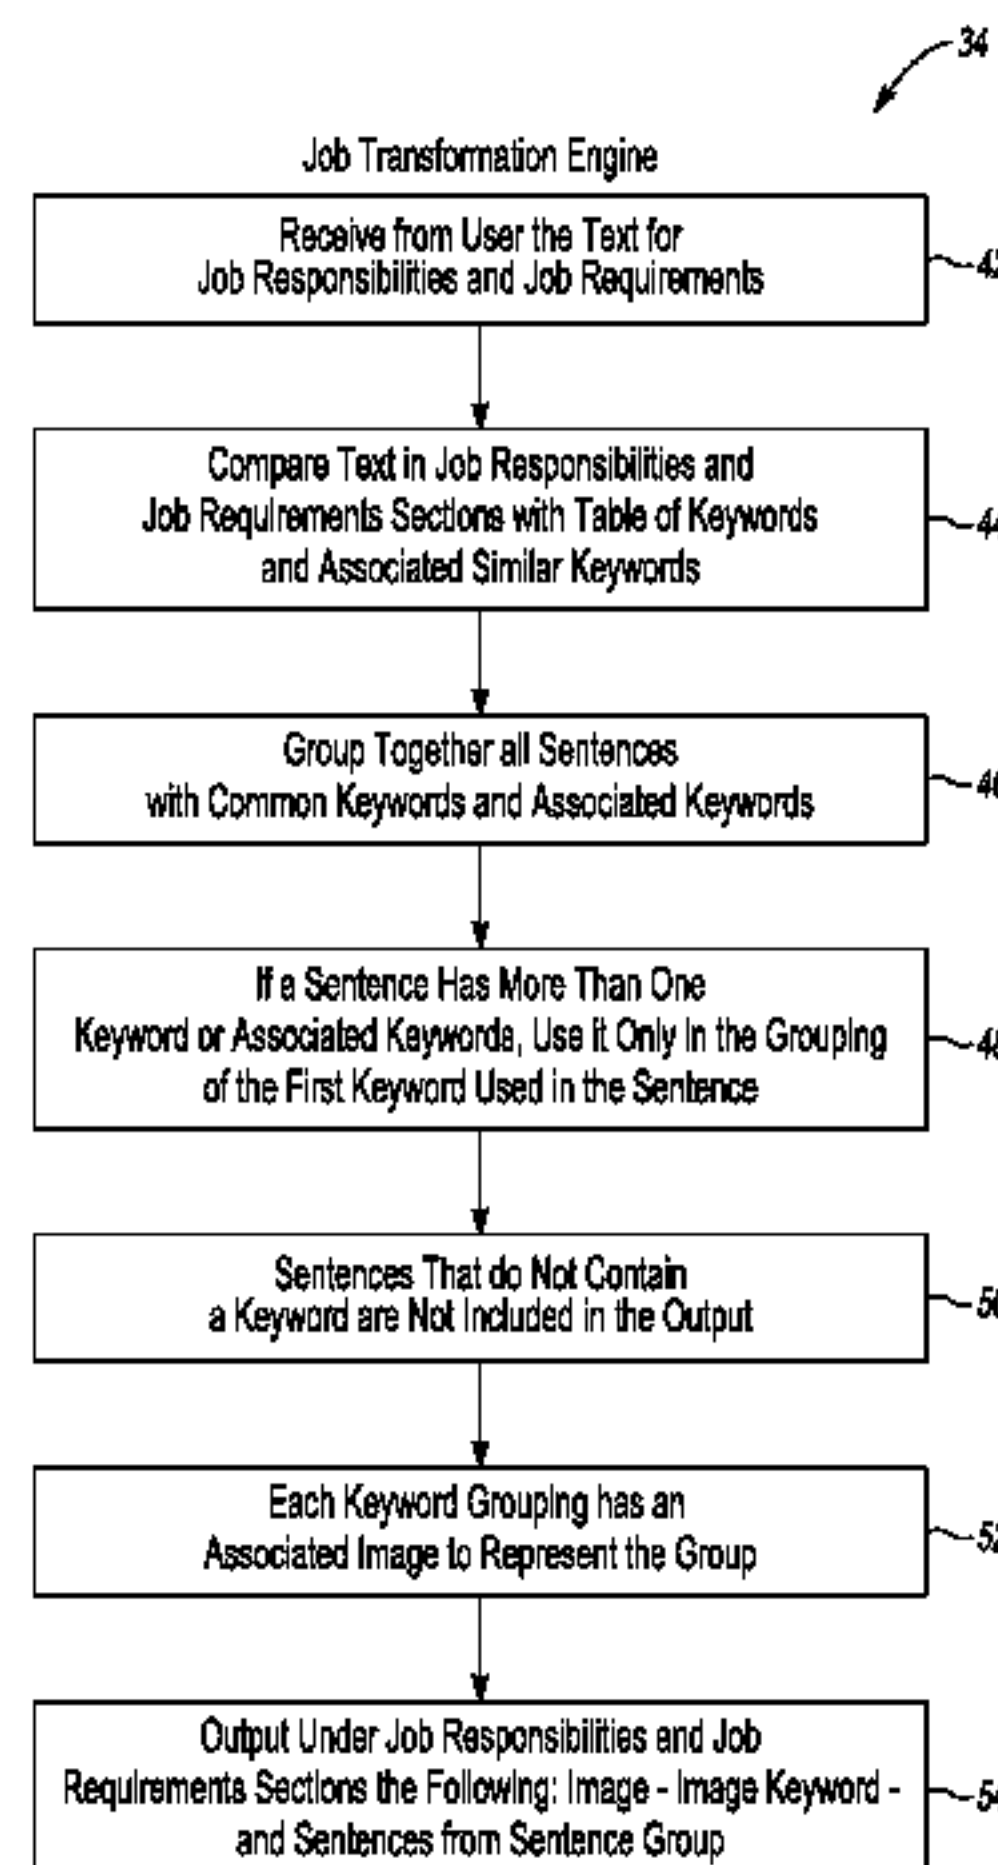 34
Job Transformation Engine
Receive from User the Text for
Job Responsibilities and Job Requirements
Compare Text in Job Responsibilities and
Job Requirements Sections with Table of Keywords
and Associated Similar Keywords
44
Group Together all Sentences
with Common Keywords and Associated Keywords
If a Sentence Has More Than One
Keyword or Associated Keywords, Use it Only in the Grouping
of the First Keyword Used in the Sentence
Sentences That do Not Contain
a Keyword are Not Included in the Output
Each Keyword Grouping has an
Associated Image to Represent the Group
Output Under Job Responsibilities and Job
Requirements Sections the Following: Image - Image Keyword -
and Sentences from Sentence Group